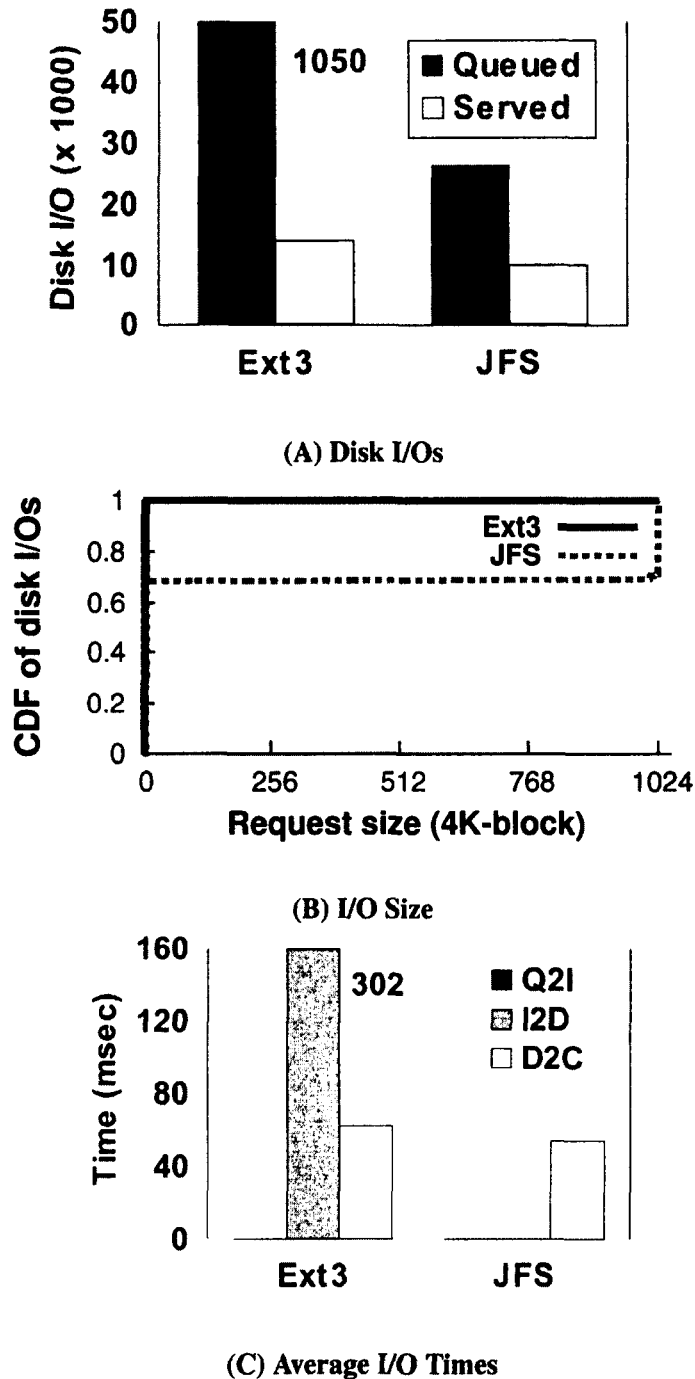 50
1050
Queued
40
Served
30
20
10
0
Disk I/O (x 1000)
Ext3
JFS
(A) Disk I/Os
1
Ext3
JFS
0.8
0.6
0.4
0.2
0
CDF of disk I/Os
0
256
512
768
1024
Request size (4K-block)
(B) I/O Size
160
302
Q2I
I2D
D2C
120
80
40
0
Time (msec)
Ext3
JFS
(C) Average I/O Times